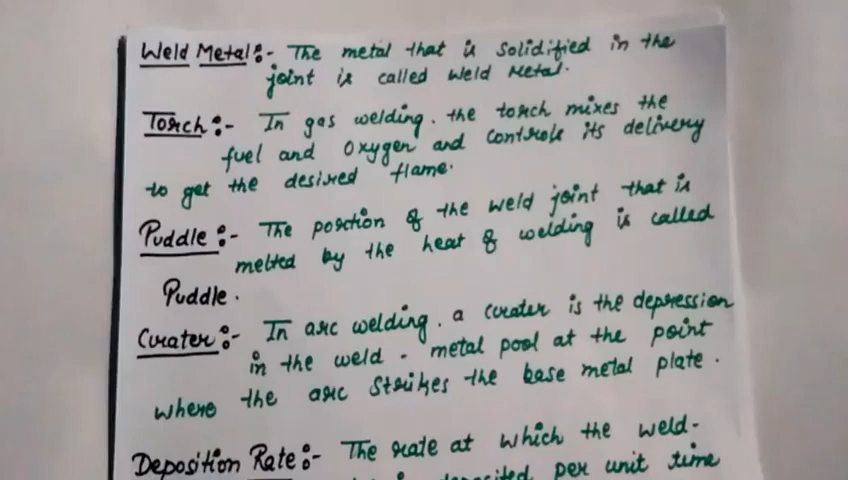 Weld Metal:- The metal that is solidified in the
joint is called weld metal.
Torch:- In gas welding. the torch mixes the
fuel and oxygen and controls its delivery
to get the desired flame.
Puddle:- The portion of the weld joint that is
melted by the heat of welding is called
Puddle.
Curater:- In arc welding. a curater is the depression
in the weld - metal pool at the point
where the arc strikes the base metal plate.
Deposition Rate:- The rate at which the weld-
deposited per unit time